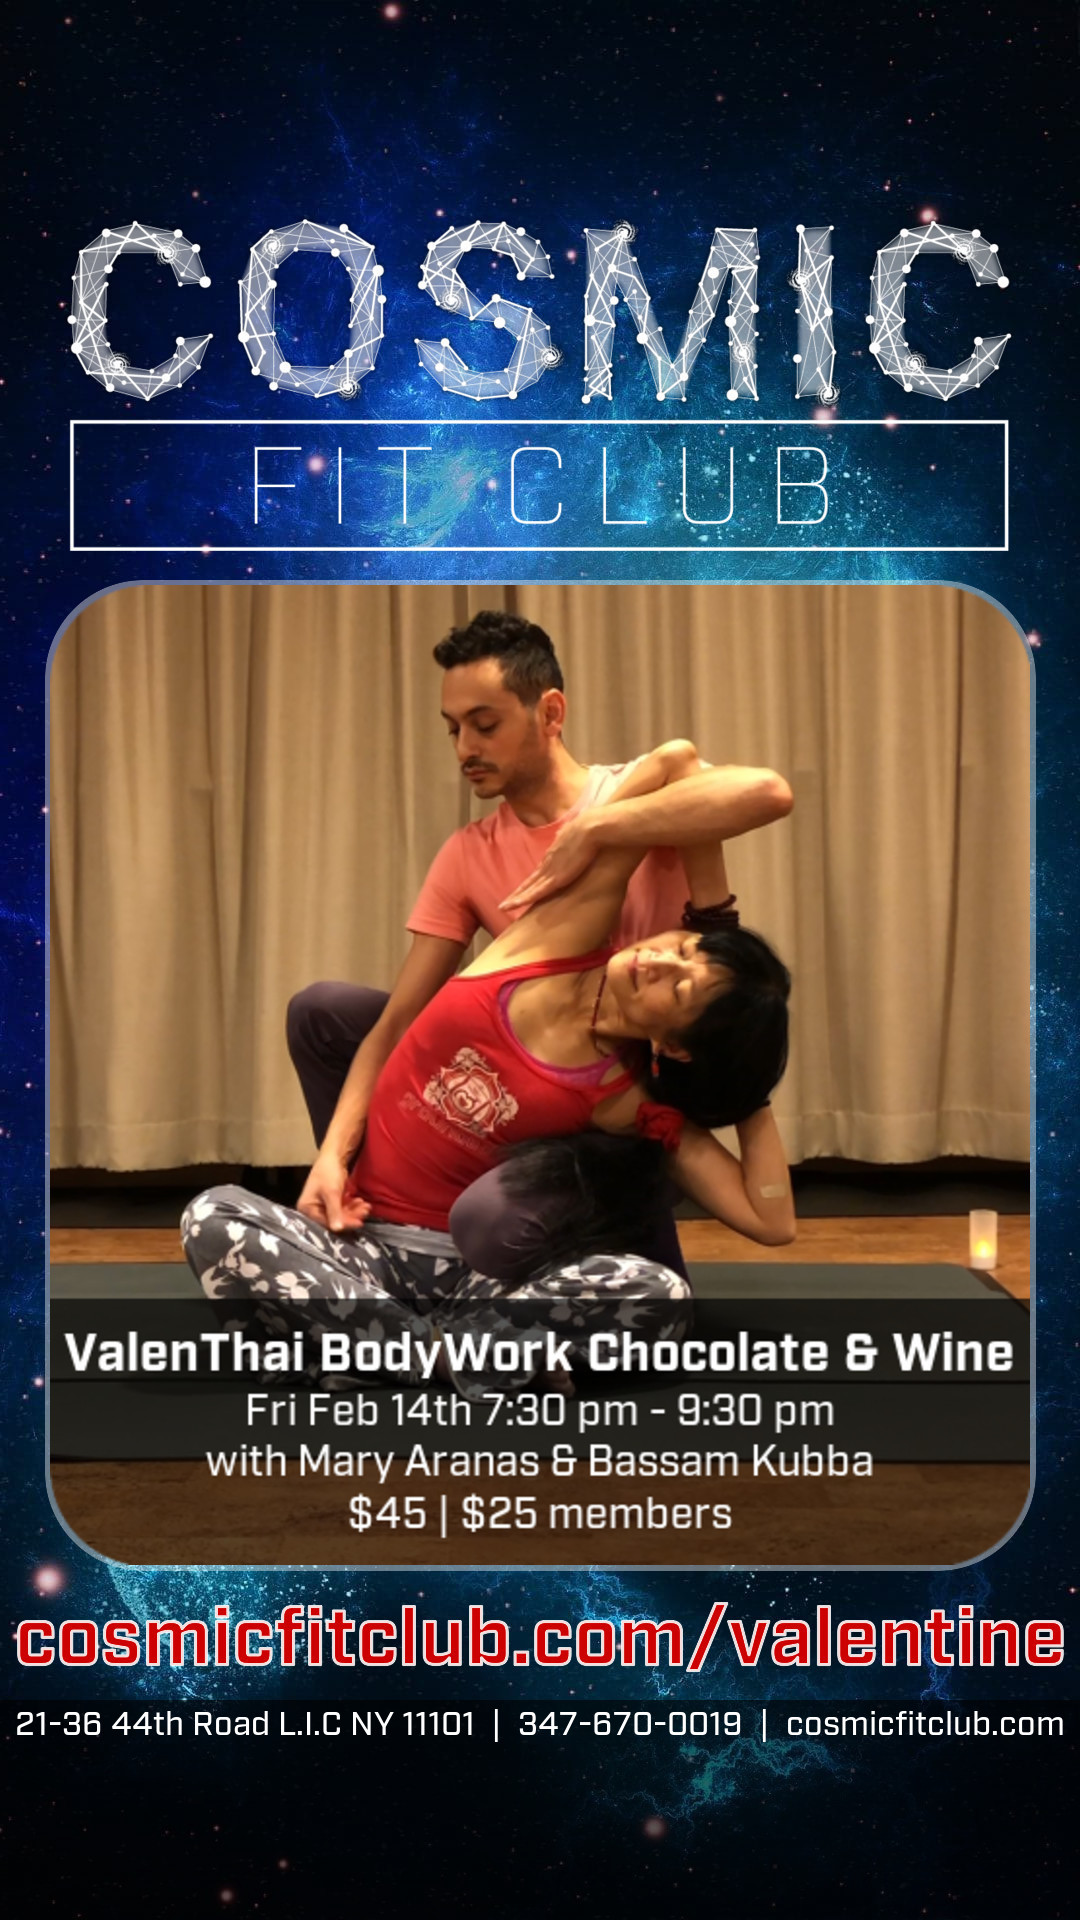 COSMIC
FIT CLUB
ValenThai BodyWork Chocolate & Wine
Fri Feb 14th 7:30 pm - 9:30 pm
with Mary Aranas & Bassam Kubba
$45 | $25 members
cosmicfitclub.com/valentine
21-36 44th Road L.I.C NY 11101 | 347-670-0019 | cosmicfitclub.com